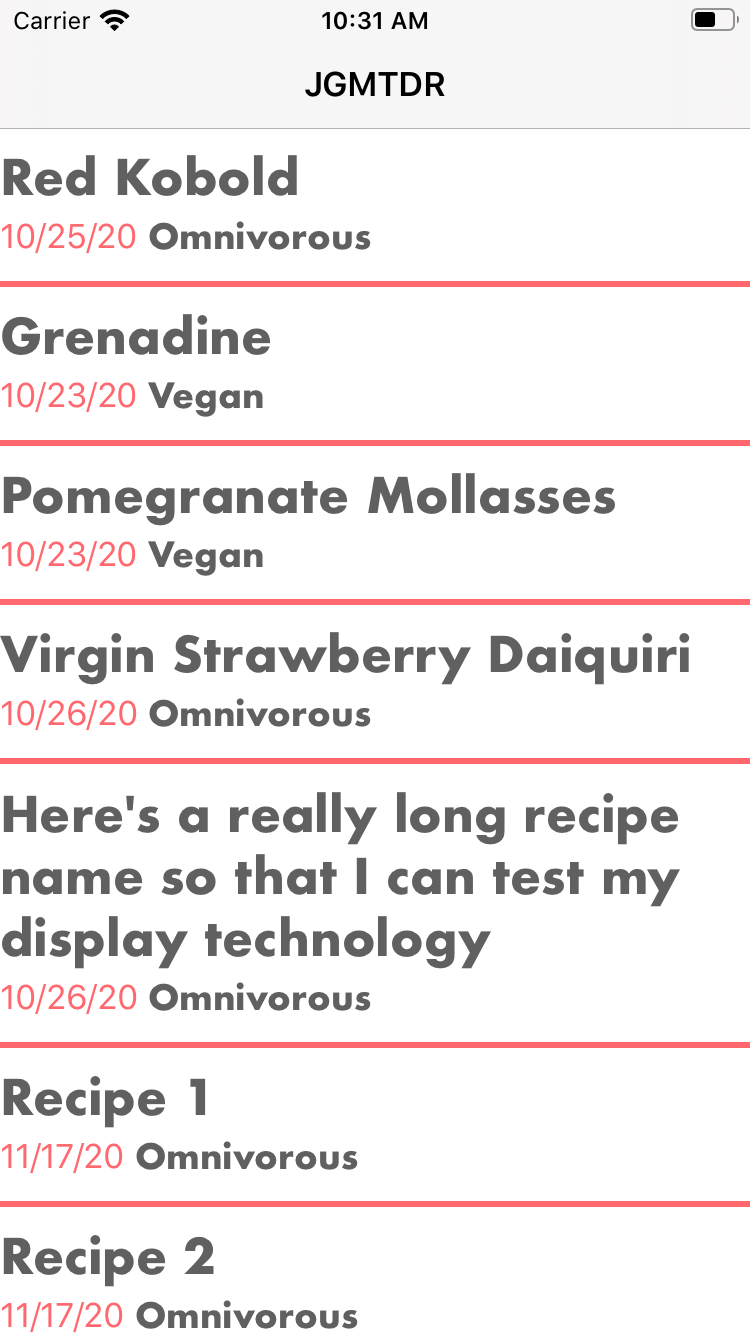 Carrier 10:31 AM
JGMTDR
Red Kobold
10/25/20 Omnivorous
Grenadine
10/23/20 Vegan
Pomegranate Mollasses
10/23/20 Vegan
Virgin Strawberry Daiquiri
10/26/20 Omnivorous
Here's a really long recipe
name so that I can test my
display technology
10/26/20 Omnivorous
Recipe 1
11/17/20 Omnivorous
Recipe 2
11/17/20 Omnivorous